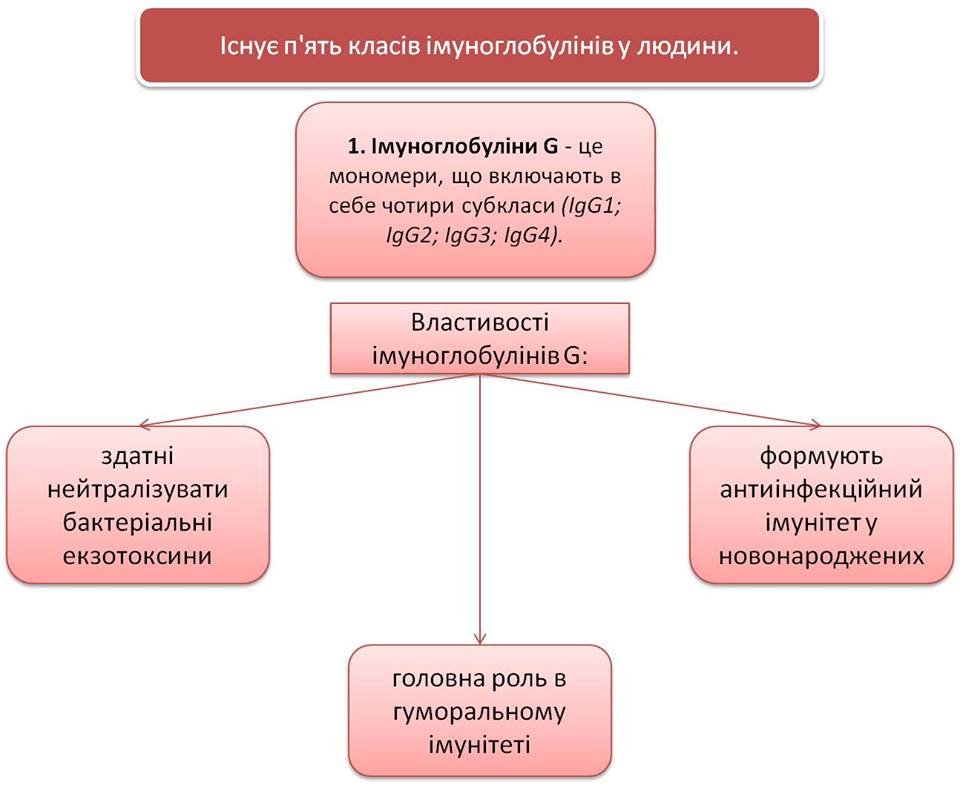 Існує п'ять класів імуноглобулінів у людини.
1. Імуноглобуліни G - це
мономери, що включають в
себе чотири субкласи (IgG1;
IgG2; IgG3; IgG4).
Властивості
імуноглобулінів G:
здатні
нейтралізувати
бактеріальні
екзотоксини
формують
антиінфекційний
імунітет у
новонароджених
головна роль в
гуморальному
імунітеті